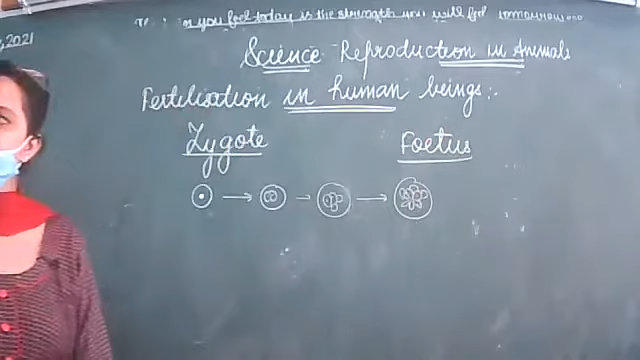 you feel today is the strength you will feel tomorrow...
2021
Science Reproduction in Animals
Fertilisation in human beings:-
Zygote Foetus